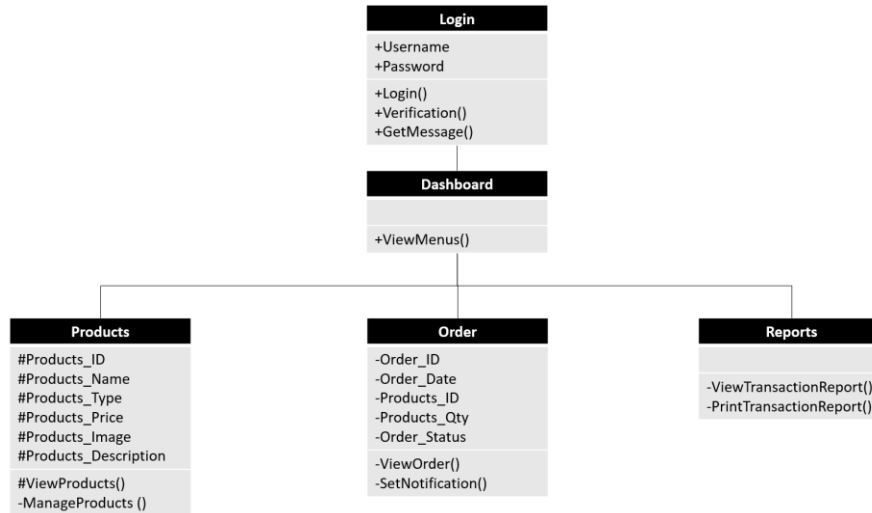 Login
+Username
+Password
+Login()
+Verification()
+GetMessage()
Dashboard
+ViewMenus()
Products
#Products_ID
#Products_Name
#Products_Type
#Products_Price
#Products_Image
#Products_Description
#ViewProducts()
-ManageProducts ()
Order
-Order_ID
-Order_Date
-Products_ID
-Products_Qty
-Order_Status
-ViewOrder()
-SetNotification()
Reports
-ViewTransactionReport()
-PrintTransactionReport()